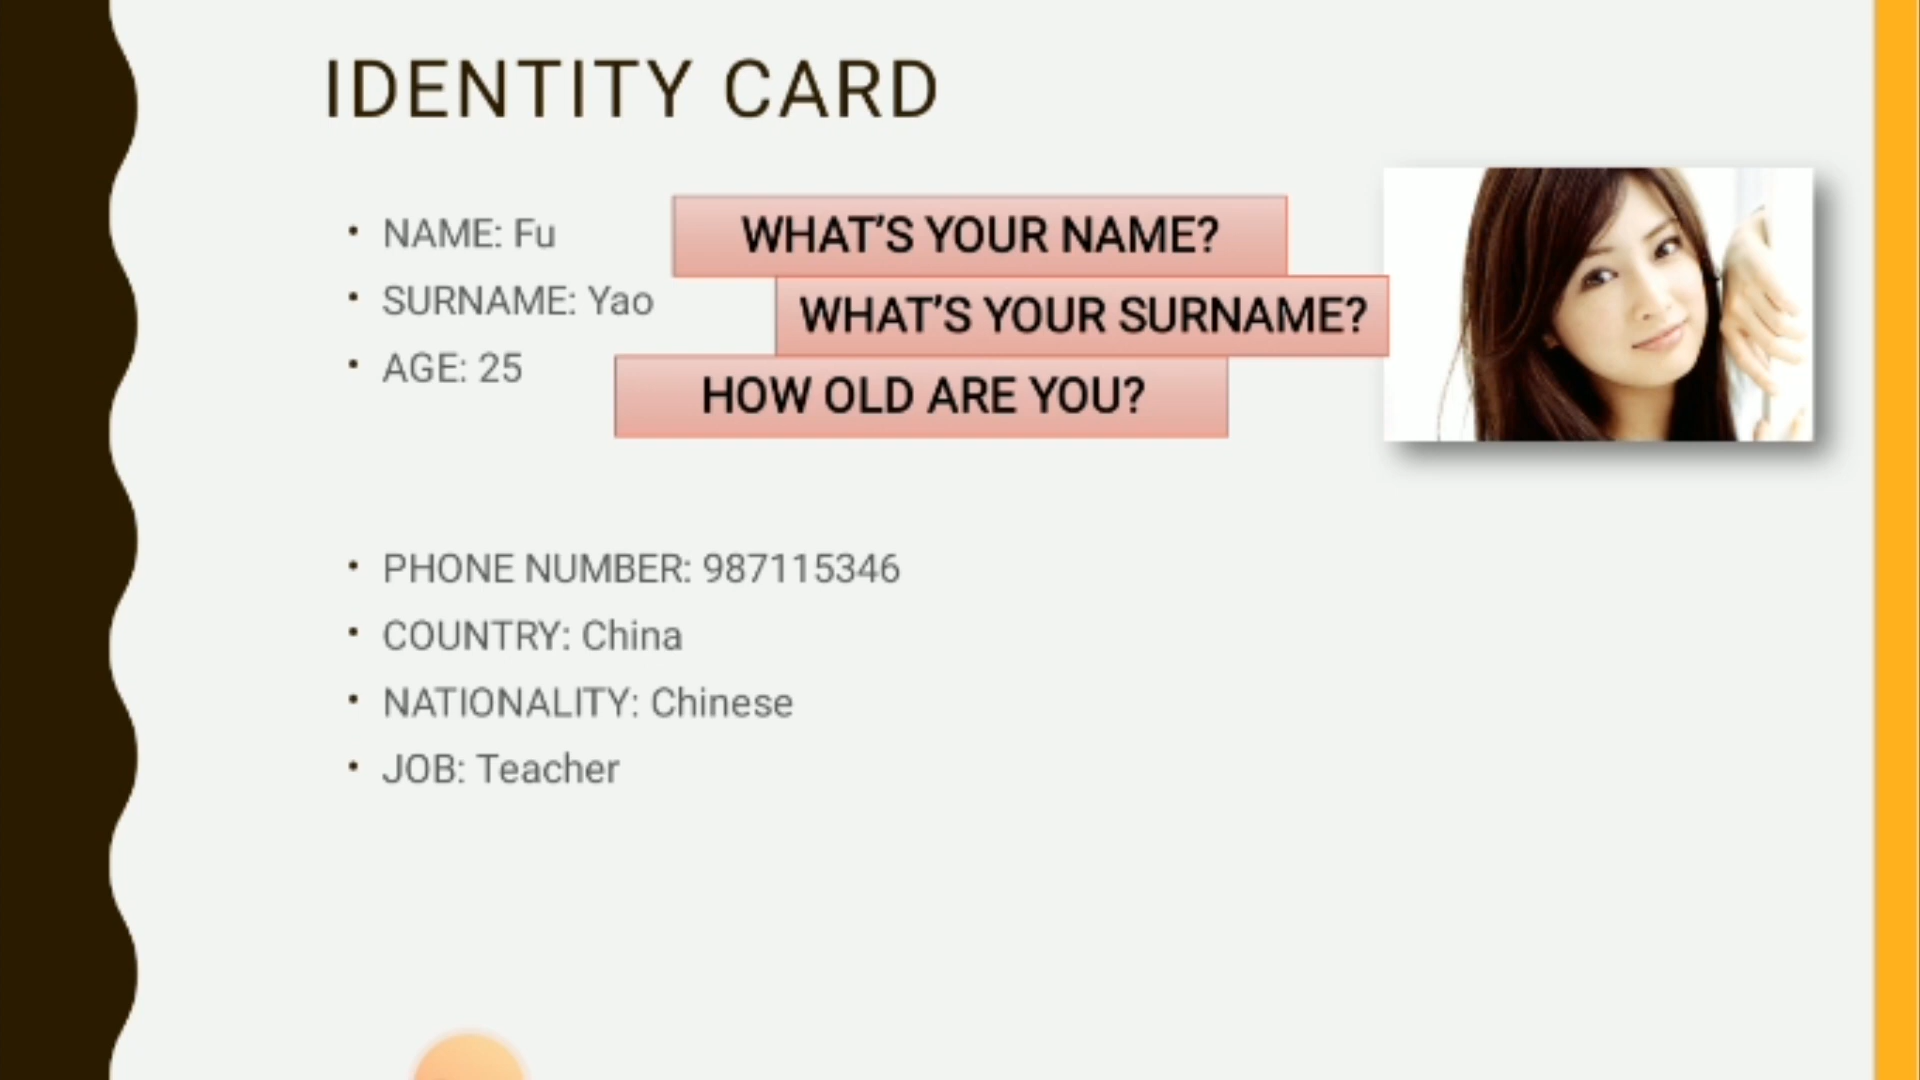 IDENTITY CARD
• NAME: Fu
WHAT'S YOUR NAME?
• SURNAME: Yao
WHAT'S YOUR SURNAME?
• AGE: 25
HOW OLD ARE YOU?
• PHONE NUMBER: 987115346
• COUNTRY: China
• NATIONALITY: Chinese
• JOB: Teacher